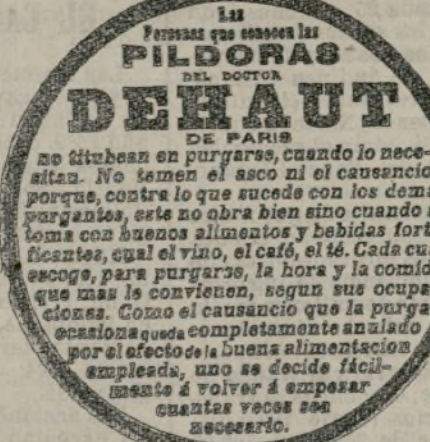 Las
Personas que conocen las
PILDORAS
DEL DOCTOR
DEHAUT
DE PARIS
no titubean en purgarse, cuando lo nece-
sitan. No temen el asco ni el causancio
porque, contra lo que sucede con los dema
purgantes, este no obra bien sino cuando s
toma con buenos alimentos y bebidas forti
ficantes, cual el vino, el café, el té. Cada cua
escoge, para purgarse, la hora y la comid
que mas le convienen, segun sus ocupa
ciones. Como el causancio que la purga
ocasiona queda completamente anulado
por el efecto de la buena alimentacion
empleada, uno se decide fácil-
mente á volver á empezar
cuantas veces sea
necesario.